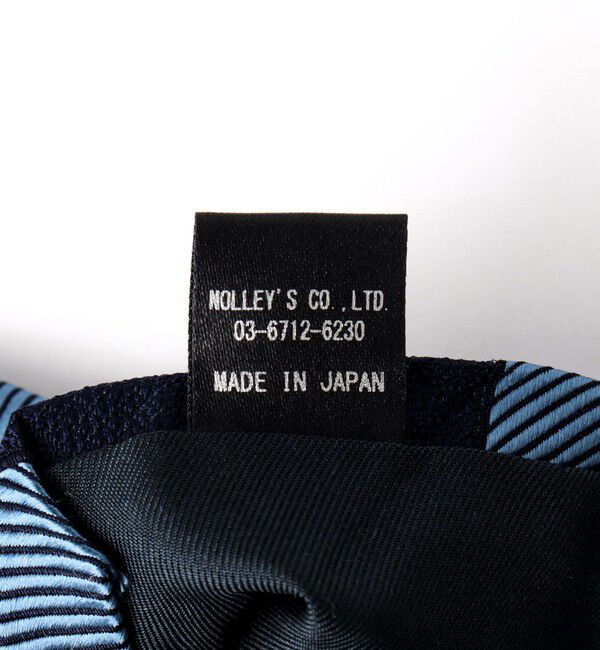 NOLLEY'S CO.,LTD.
03-6712-6230
MADE IN JAPAN